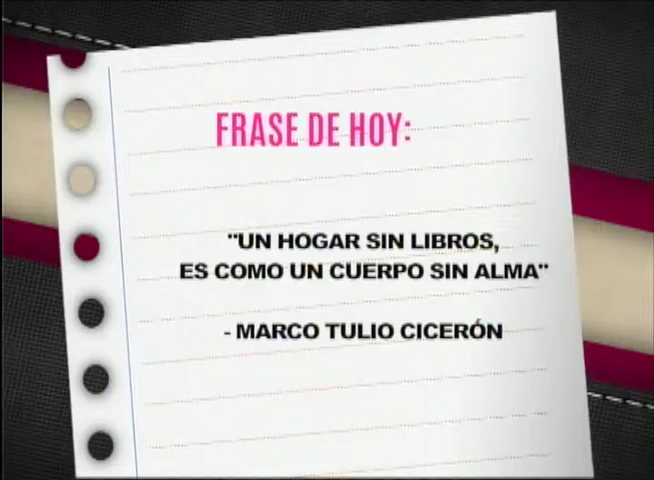 FRASE DE HOY:
"UN HOGAR SIN LIBROS,
ES COMO UN CUERPO SIN ALMA"
- MARCO TULIO CICERÓN